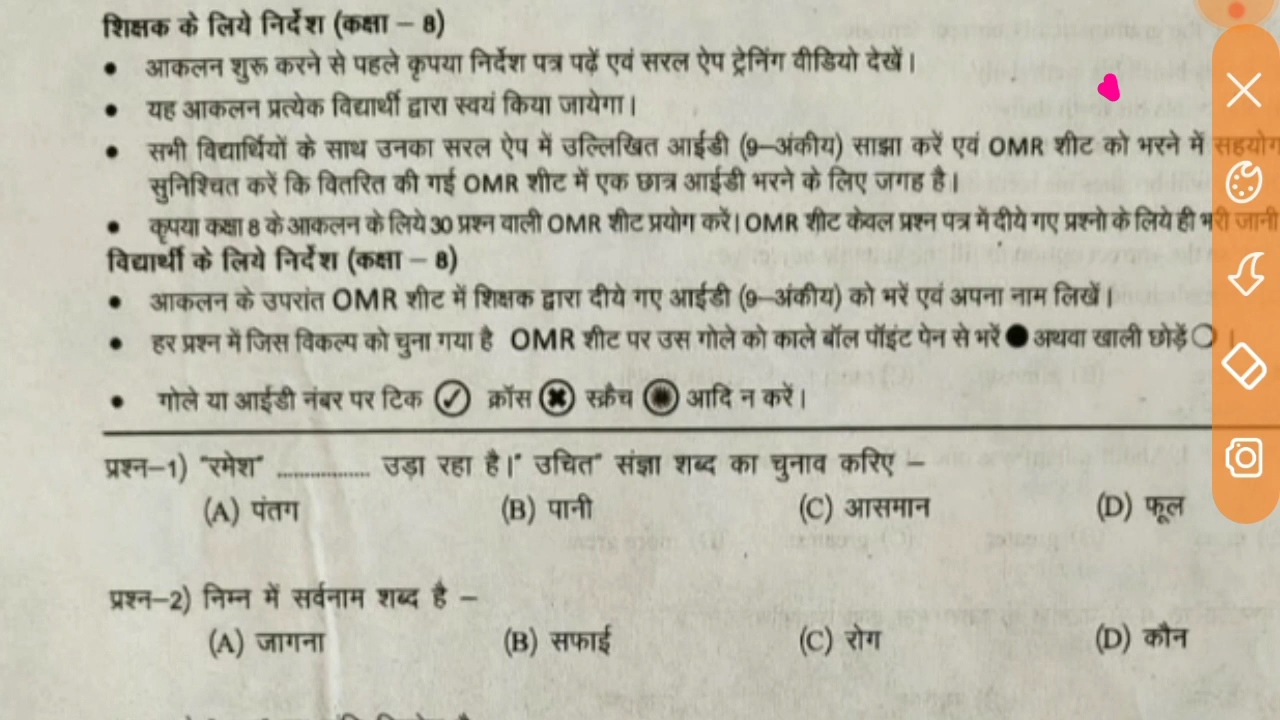 शिक्षक के लिये निर्देश (कक्षा – 8)
• आकलन शुरू करने से पहले कृपया निर्देश पत्र पढ़ें एवं सरल ऐप ट्रेनिंग वीडियो देखें।
• यह आकलन प्रत्येक विद्यार्थी द्वारा स्वयं किया जायेगा।
• सभी विद्यार्थियों के साथ उनका सरल ऐप में उल्लिखित आईडी (9–अंकीय) साझा करें एवं OMR शीट को भरने में सहयोग
सुनिश्चित करें कि वितरित की गई OMR शीट में एक छात्र आईडी भरने के लिए जगह है।
• कृपया कक्षा 8 के आकलन के लिये 30 प्रश्न वाली OMR शीट प्रयोग करें। OMR शीट केवल प्रश्न पत्र में दीये गए प्रश्नो के लिये ही भरी जानी
विद्यार्थी के लिये निर्देश (कक्षा – 8)
• आकलन के उपरांत OMR शीट में शिक्षक द्वारा दीये गए आईडी (9–अंकीय) को भरें एवं अपना नाम लिखें।
• हर प्रश्न में जिस विकल्प को चुना गया है OMR शीट पर उस गोले को काले बॉल पॉइंट पेन से भरें ● अथवा खाली छोड़ें ○ ।
• गोले या आईडी नंबर पर टिक ✓ क्रॉस ✖ स्क्रैच आदि न करें।
प्रश्न–1) "रमेश" ................. उड़ा रहा है।" उचित" संज्ञा शब्द का चुनाव करिए –
(A) पंतग (B) पानी (C) आसमान (D) फूल
प्रश्न–2) निम्न में सर्वनाम शब्द है –
(A) जागना (B) सफाई (C) रोग (D) कौन